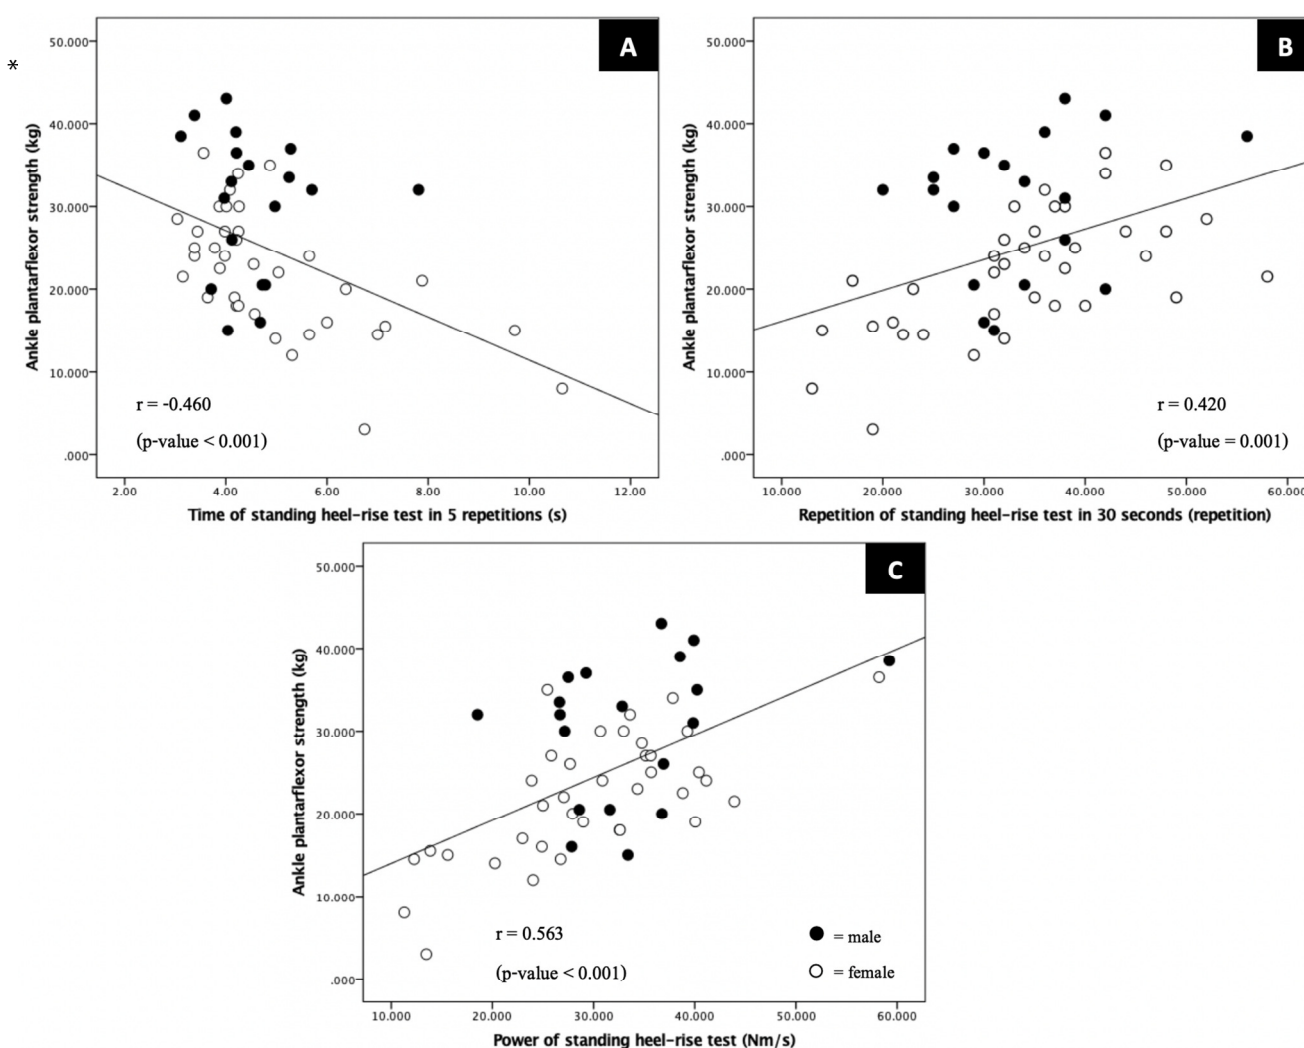 *
A
Ankle plantarflexor strength (kg)
50.000
40.000
30.000
20.000
10.000
.000
r = -0.460
(p-value < 0.001)
2.00 4.00 6.00 8.00 10.00 12.00
Time of standing heel-rise test in 5 repetitions (s)
B
Ankle plantarflexor strength (kg)
50.000
40.000
30.000
20.000
10.000
.000
r = 0.420
(p-value = 0.001)
10.000 20.000 30.000 40.000 50.000 60.000
Repetition of standing heel-rise test in 30 seconds (repetition)
C
Ankle plantarflexor strength (kg)
50.000
40.000
30.000
20.000
10.000
.000
r = 0.563
(p-value < 0.001)
= male
= female
10.000 20.000 30.000 40.000 50.000 60.000
Power of standing heel-rise test (Nm/s)